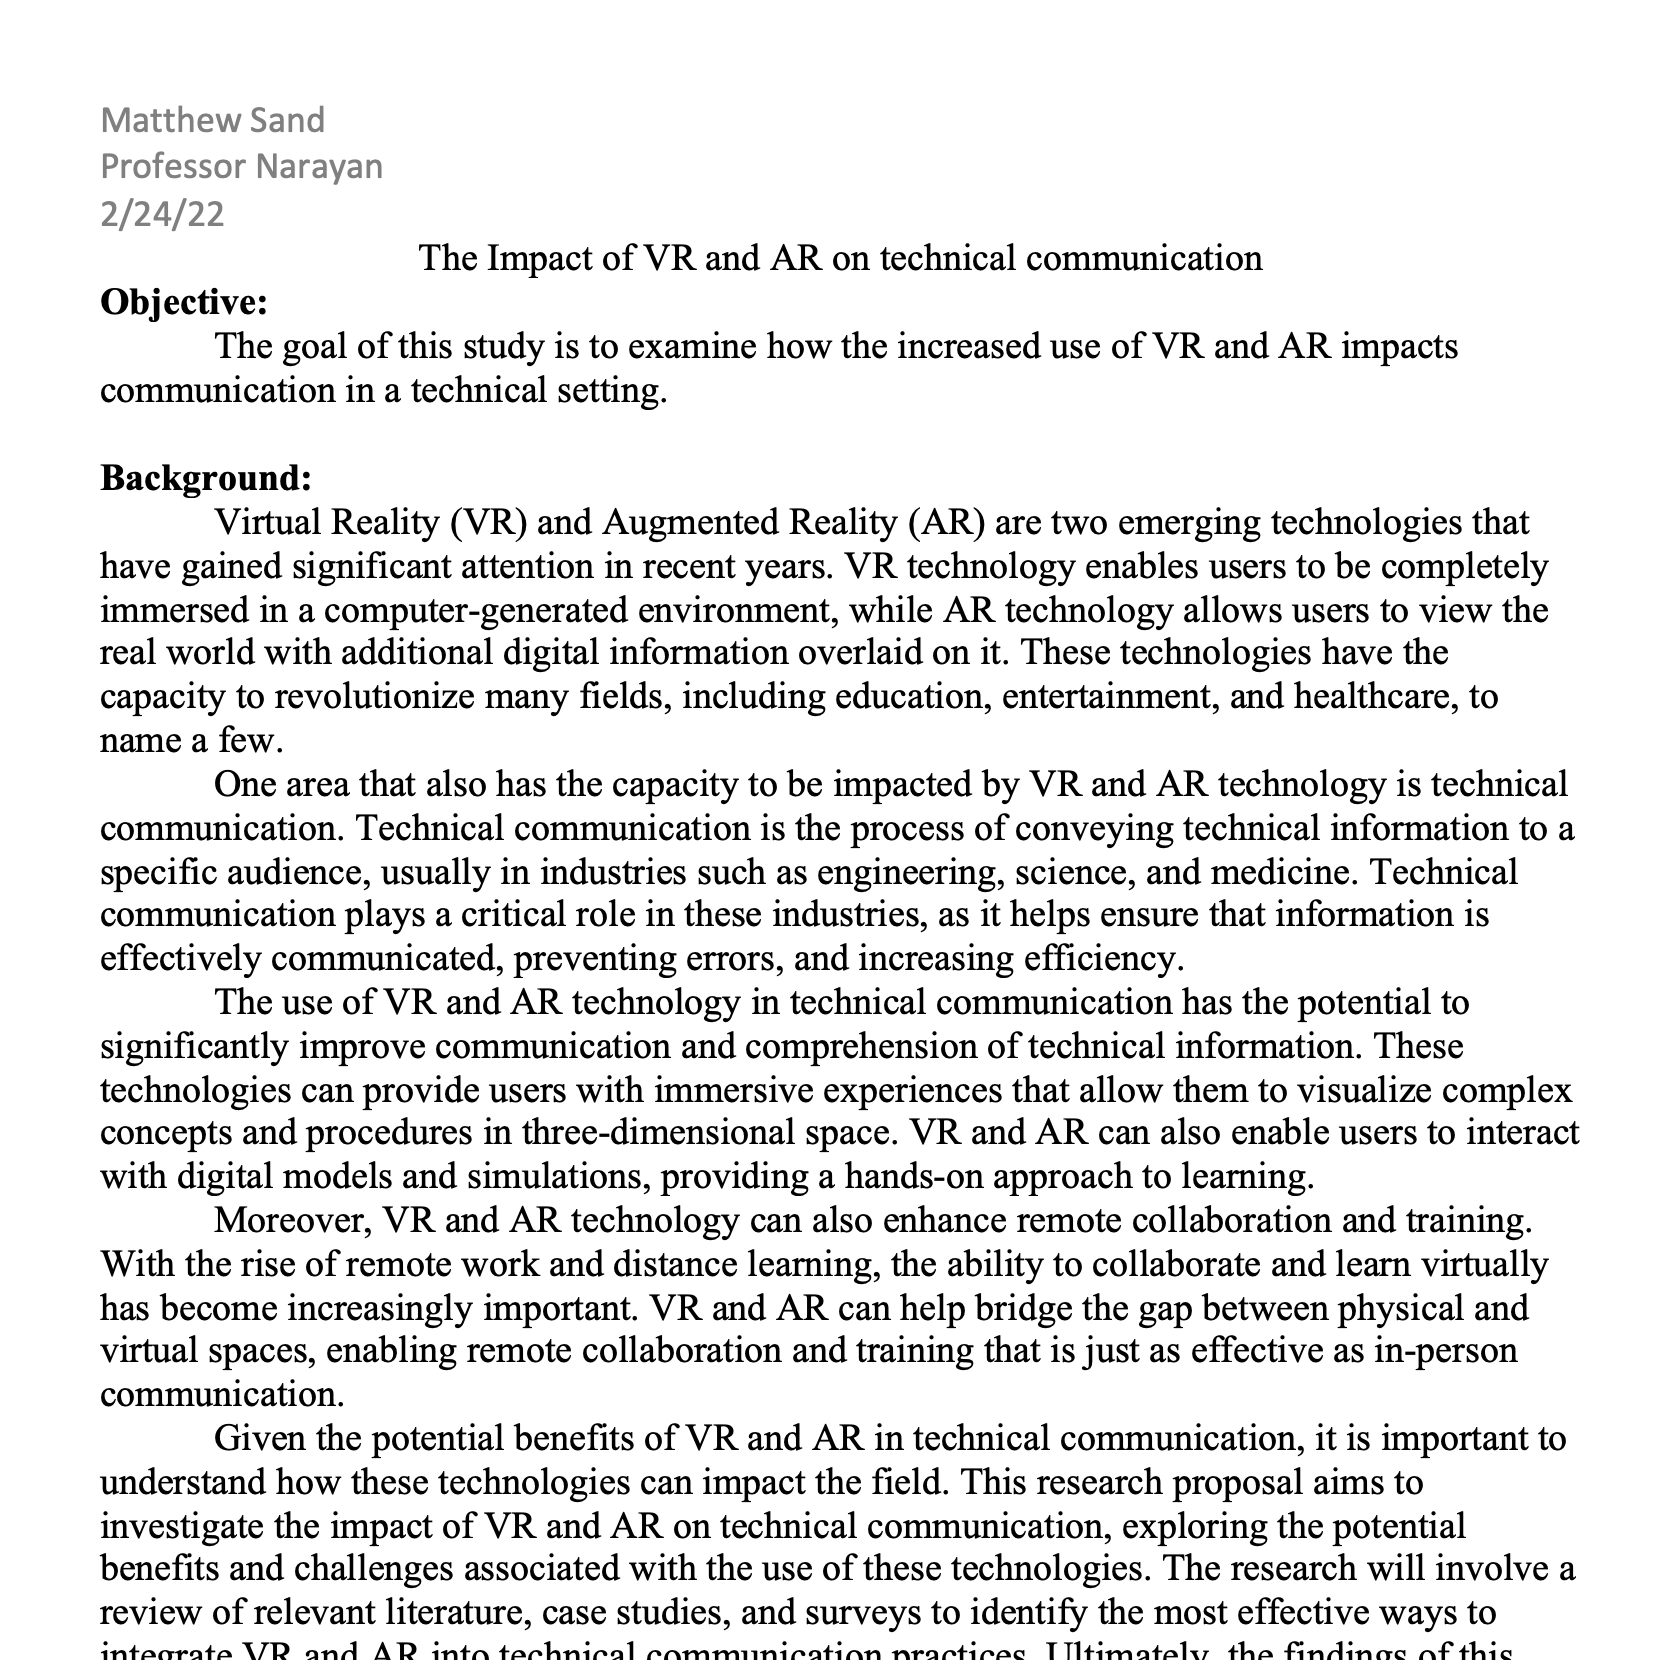 Matthew Sand
Professor Narayan
2/24/22
The Impact of VR and AR on technical communication
Objective:
The goal of this study is to examine how the increased use of VR and AR impacts
communication in a technical setting.
Background:
Virtual Reality (VR) and Augmented Reality (AR) are two emerging technologies that
have gained significant attention in recent years. VR technology enables users to be completely
immersed in a computer-generated environment, while AR technology allows users to view the
real world with additional digital information overlaid on it. These technologies have the
capacity to revolutionize many fields, including education, entertainment, and healthcare, to
name a few.
One area that also has the capacity to be impacted by VR and AR technology is technical
communication. Technical communication is the process of conveying technical information to a
specific audience, usually in industries such as engineering, science, and medicine. Technical
communication plays a critical role in these industries, as it helps ensure that information is
effectively communicated, preventing errors, and increasing efficiency.
The use of VR and AR technology in technical communication has the potential to
significantly improve communication and comprehension of technical information. These
technologies can provide users with immersive experiences that allow them to visualize complex
concepts and procedures in three-dimensional space. VR and AR can also enable users to interact
with digital models and simulations, providing a hands-on approach to learning.
Moreover, VR and AR technology can also enhance remote collaboration and training.
With the rise of remote work and distance learning, the ability to collaborate and learn virtually
has become increasingly important. VR and AR can help bridge the gap between physical and
virtual spaces, enabling remote collaboration and training that is just as effective as in-person
communication.
Given the potential benefits of VR and AR in technical communication, it is important to
understand how these technologies can impact the field. This research proposal aims to
investigate the impact of VR and AR on technical communication, exploring the potential
benefits and challenges associated with the use of these technologies. The research will involve a
review of relevant literature, case studies, and surveys to identify the most effective ways to
integrate VR and AR into technical communication practices. Ultimately, the findings of this